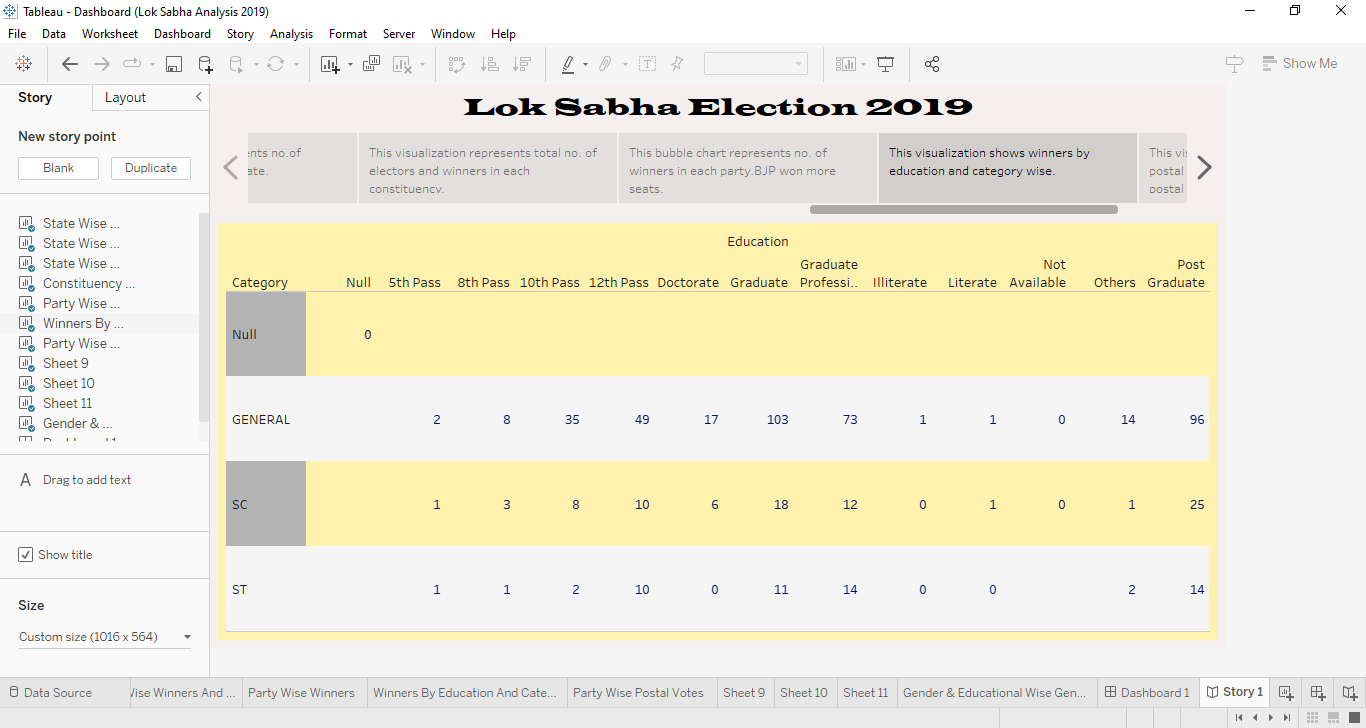 Tableau - Dashboard (Lok Sabha Analysis 2019)
File Data Worksheet Dashboard Story Analysis Format Server Window Help
Show Me
Story Layout
New story point
Blank Duplicate
State Wise ...
State Wise ...
State Wise ...
Constituency ...
Party Wise ...
Winners By ...
Party Wise ...
Sheet 9
Sheet 10
Sheet 11
Gender & ...
A Drag to add text
Show title
Size
Custom size (1016 x 564)
Lok Sabha Election 2019
no.of
This visualization represents total no. of
electors and winners in each
constituency.
This bubble chart represents no. of
winners in each party.BJP won more
seats.
This visualization shows winners by
education and category wise.
This
postal
postal
Education
Category Null 5th Pass 8th Pass 10th Pass 12th Pass Doctorate Graduate Graduate Professi.. Illiterate Literate Not Available Others Post Graduate
Null 0
GENERAL 2 8 35 49 17 103 73 1 1 0 14 96
SC 1 3 8 10 6 18 12 0 1 0 1 25
ST 1 1 2 10 0 11 14 0 0 2 14
Data Source Wise Winners And ... Party Wise Winners Winners By Education And Cate... Party Wise Postal Votes Sheet 9 Sheet 10 Sheet 11 Gender & Educational Wise Gen... Dashboard 1 Story 1